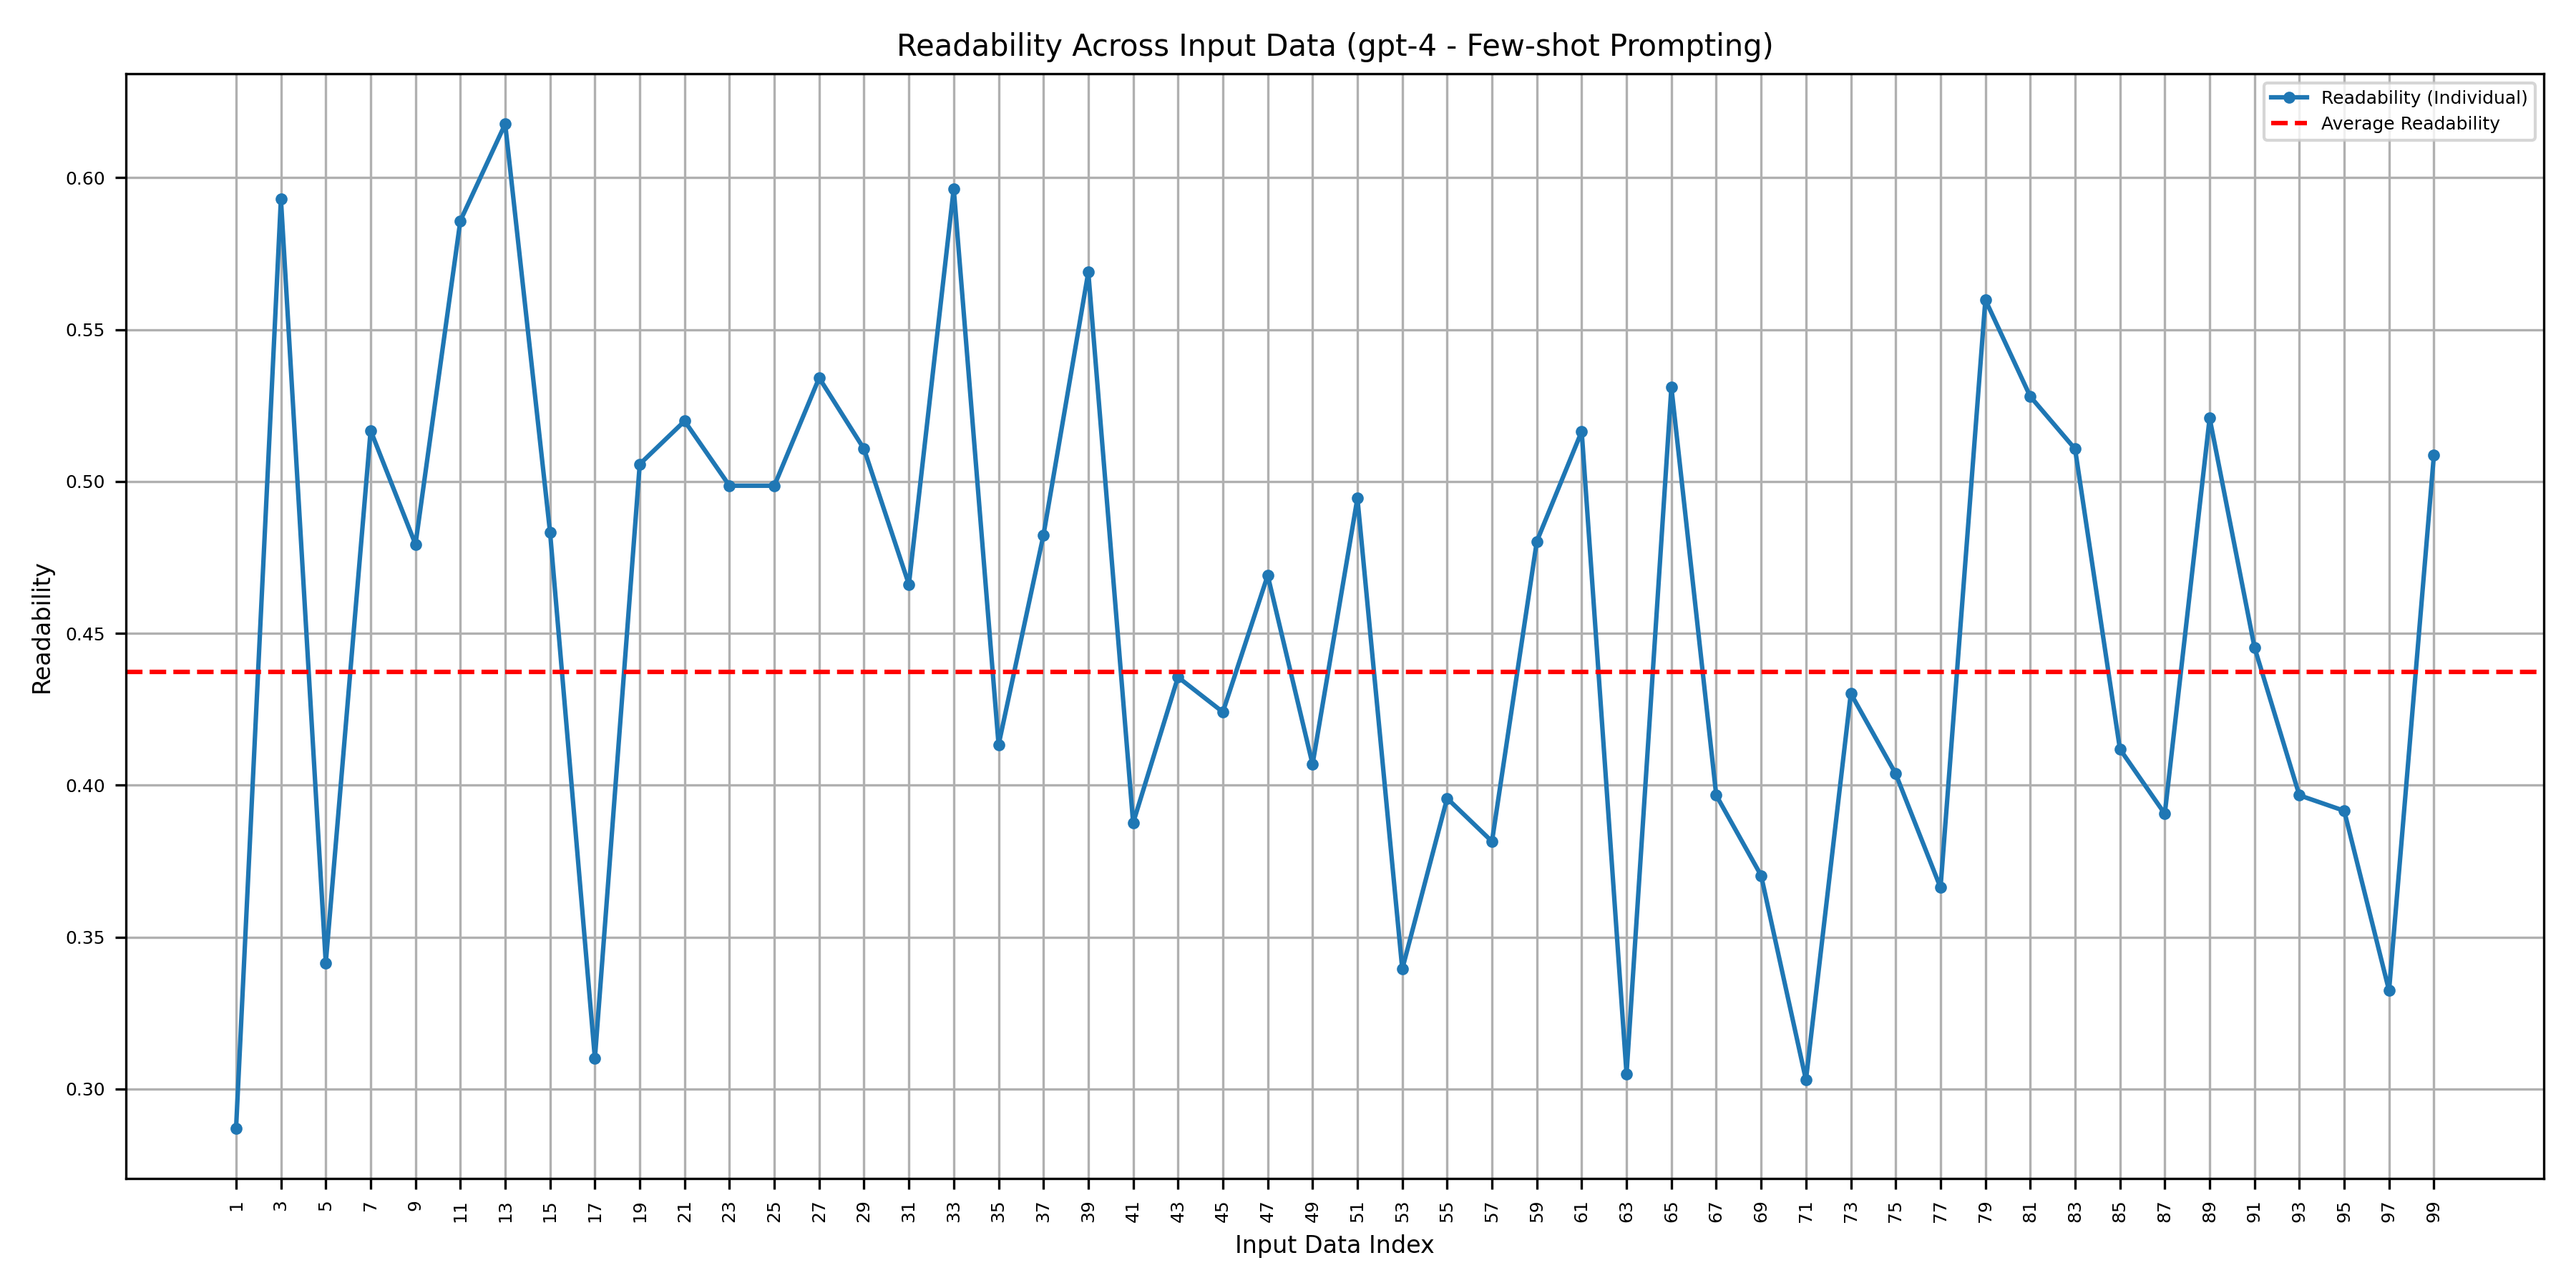 Readability Across Input Data (gpt-4 - Few-shot Prompting)
Readability (Individual)
Average Readability
Readability
0.60
0.55
0.50
0.45
0.40
0.35
0.30
1 3 5 7 9 11 13 15 17 19 21 23 25 27 29 31 33 35 37 39 41 43 45 47 49 51 53 55 57 59 61 63 65 67 69 71 73 75 77 79 81 83 85 87 89 91 93 95 97 99
Input Data Index